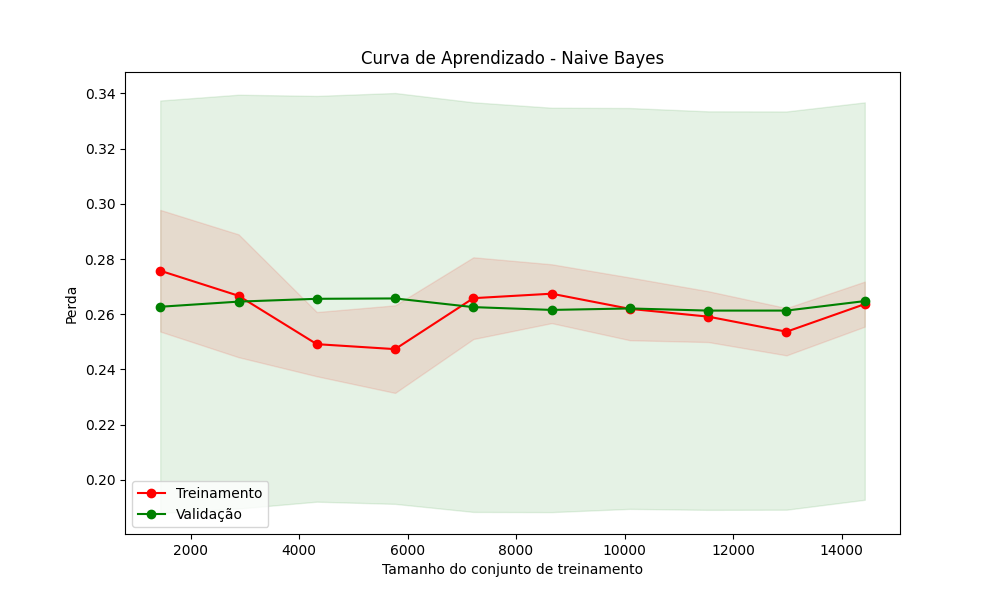 Curva de Aprendizado - Naive Bayes
Perda
0.34
0.32
0.30
0.28
0.26
0.24
0.22
0.20
Treinamento
Validação
2000 4000 6000 8000 10000 12000 14000
Tamanho do conjunto de treinamento